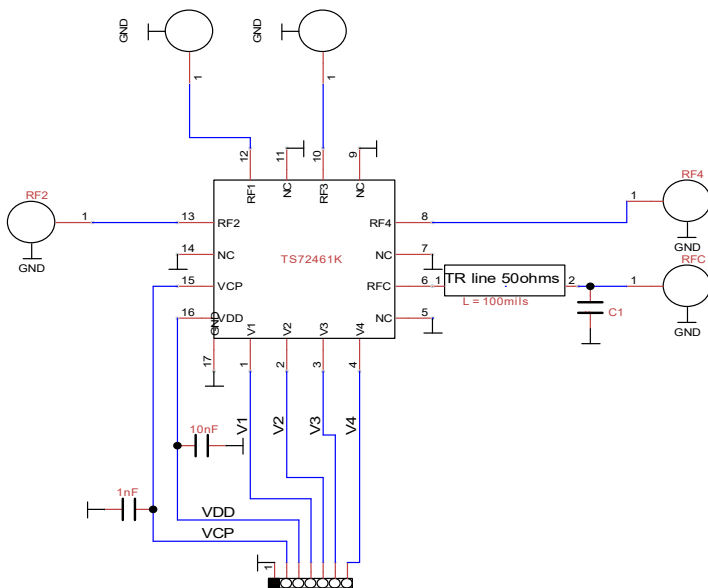 GND
GND
1
1
12
11
10
9
RF1
NC
RF3
NC
RF2
1
13
RF2
RF4
8
1
RF4
GND
14
NC
TS72461K
NC
7
GND
RFC
15
VCP
RFC
6
1
TR line 50ohms
2
1
L = 100mils
C1
GND
16
VDD
NC
5
GND
V1
V2
V3
V4
17
1
2
3
4
V1
V2
V3
V4
10nF
1nF
VDD
VCP
1